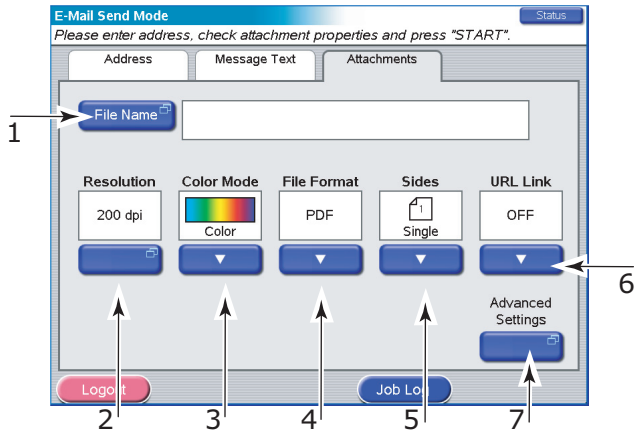 E-Mail Send Mode
Status
Please enter address, check attachment properties and press "START".
Address
Message Text
Attachments
File Name
1
Resolution
Color Mode
File Format
Sides
URL Link
200 dpi
Color
PDF
1
Single
OFF
6
Advanced
Settings
Logout
Job Log
2
3
4
5
7